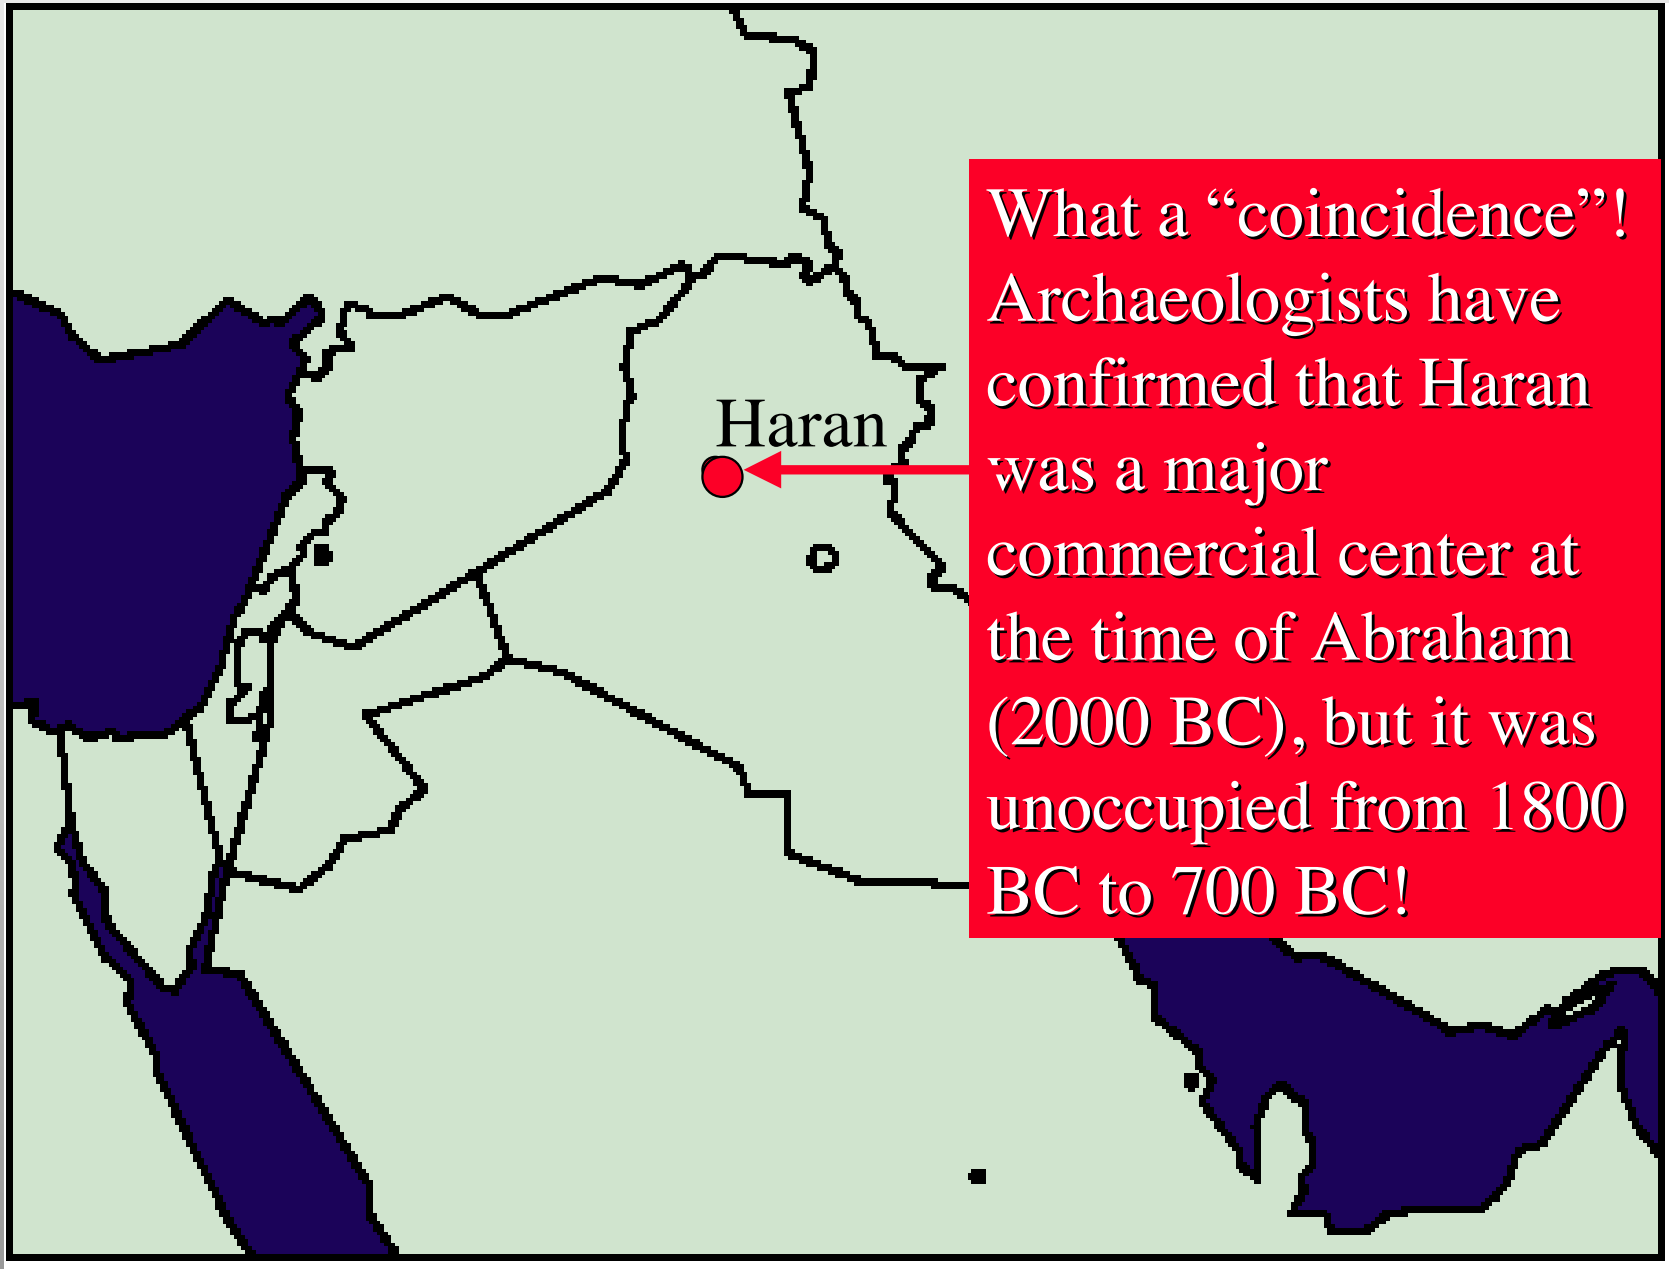 What a “coincidence”!
Archaeologists have
confirmed that Haran
Haran
was a major
commercial center at
the time of Abraham
(2000 BC), but it was
unoccupied from 1800
BC to 700 BC!